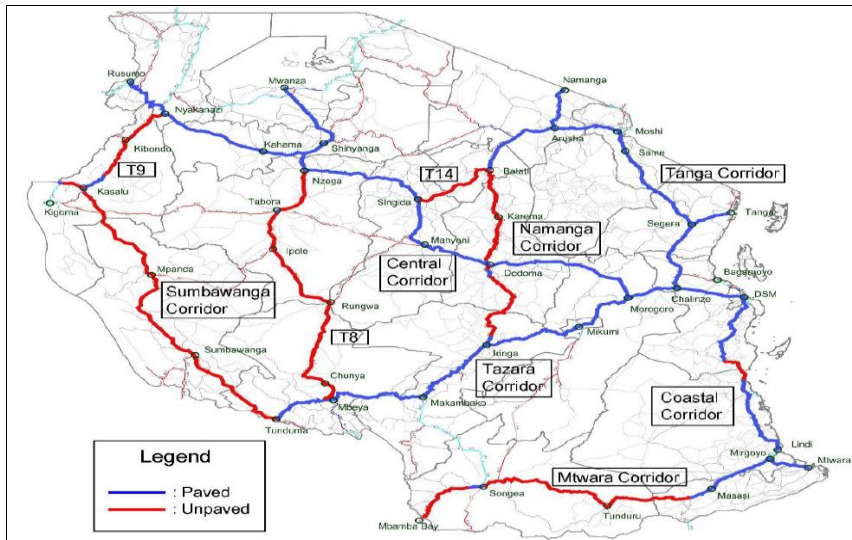 Rusumo
Mwanza
Namanga
Nyakanazi
Arusha
Moshi
Kibondo
Kahama
Shinyanga
Same
T9
Nzega
T14
Balati
Tanga Corridor
Kasalu
Singida
Kigoma
Tabora
Karema
Tanga
Namanga
Corridor
Segera
Ipole
Manyoni
Central
Corridor
Dodoma
Mpanda
Bagamoyo
Sumbawanga
Corridor
Rungwa
Morogoro
Chalinze
DSM
T8
Mikumi
Iringa
Sumbawanga
Tazara
Corridor
Chunya
Mbeya
Makambako
Coastal
Corridor
Tunduma
Legend
: Paved
: Unpaved
Lindi
Mirgoyo
Mtwara
Mtwara Corridor
Songea
Masasi
Tunduru
Mbamba Bay